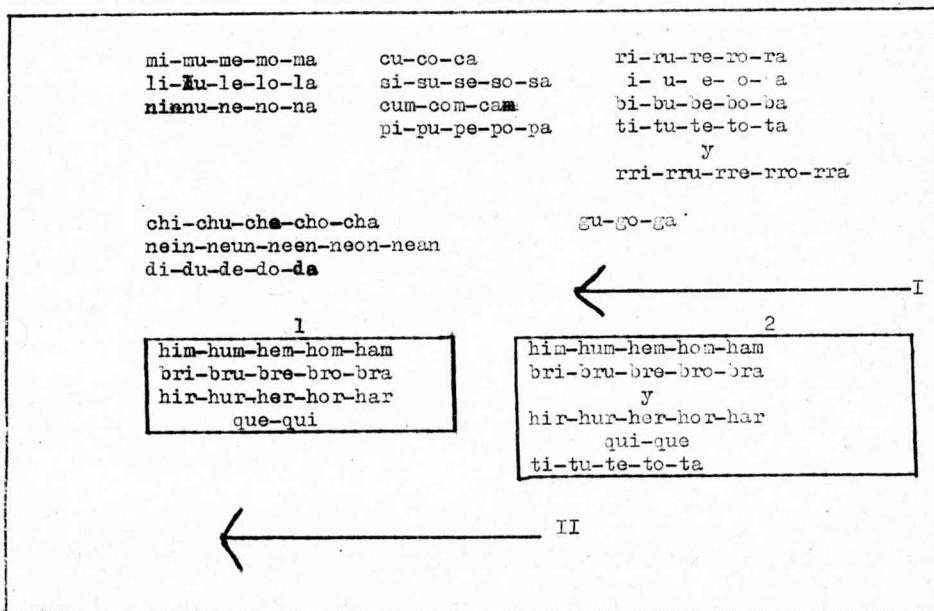 mi-mu-me-mo-ma
li-lu-le-lo-la
ninnu-ne-no-na
cu-co-ca
si-su-se-so-sa
cum-com-cam
pi-pu-pe-po-pa
ri-ru-re-ro-ra
i- u- e- o- a
bi-bu-be-bo-ba
ti-tu-te-to-ta
y
rri-rru-rre-rro-rra
chi-chu-che-cho-cha
nein-neun-neen-neon-nean
di-du-de-do-da
gu-go-ga
I
1
him-hum-hem-hom-ham
bri-bru-bre-bro-bra
hir-hur-her-hor-har
que-qui
2
him-hum-hem-hom-ham
bri-bru-bre-bro-bra
y
hir-hur-her-hor-har
qui-que
ti-tu-te-to-ta
II